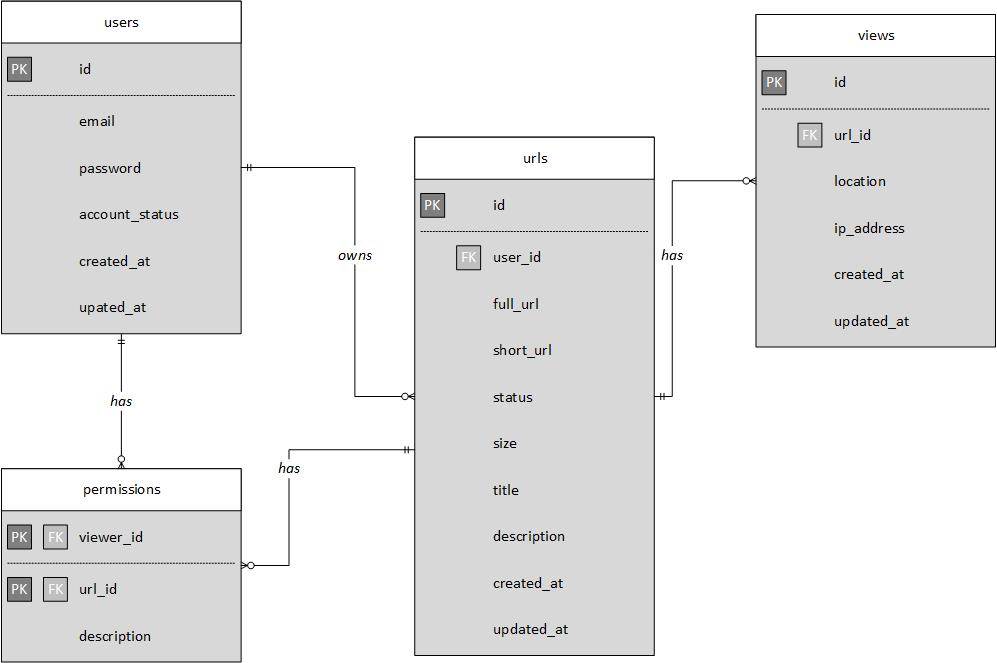 users
PK id
email
password
account_status
created_at
upated_at
has
permissions
PK FK viewer_id
PK FK url_id
description
owns
has
urls
PK id
FK user_id
full_url
short_url
status
size
title
description
created_at
updated_at
has
views
PK id
FK url_id
location
ip_address
created_at
updated_at